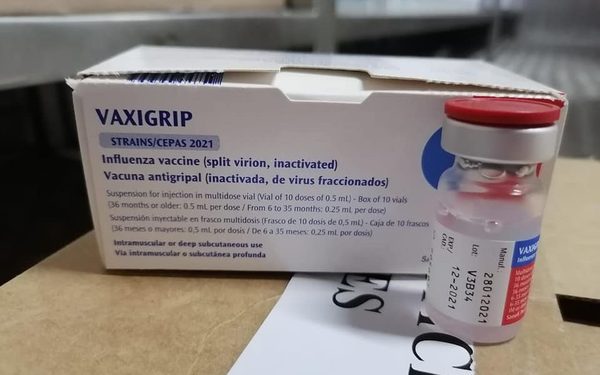 VAXIGRIP
STRAINS/CEPAS 2021
Influenza vaccine (split virion, inactivated)
Vacuna antigripal (inactivada, de virus fraccionados)
Suspension for injection in multidose vial (Vial of 10 doses of 0.5 mL) - Box of 10 vials
(36 months or older: 0.5 mL per dose / From 6 to 35 months: 0.25 mL per dose)
Suspensión inyectable en frasco multidosis (Frasco de 10 dosis de 0,5 mL) - Caja de 10 frascos
(36 meses o mayores: 0,5 mL por dosis / De 6 a 35 meses: 0,25 mL por dosis)
Intramuscular or deep subcutaneous use
Vía intramuscular o subcutánea profunda
Manuf. 28012021
Lot V3B34
EXP/ 12-2021
CAD
VAXIGRIP
Influenza
Multidose
ES